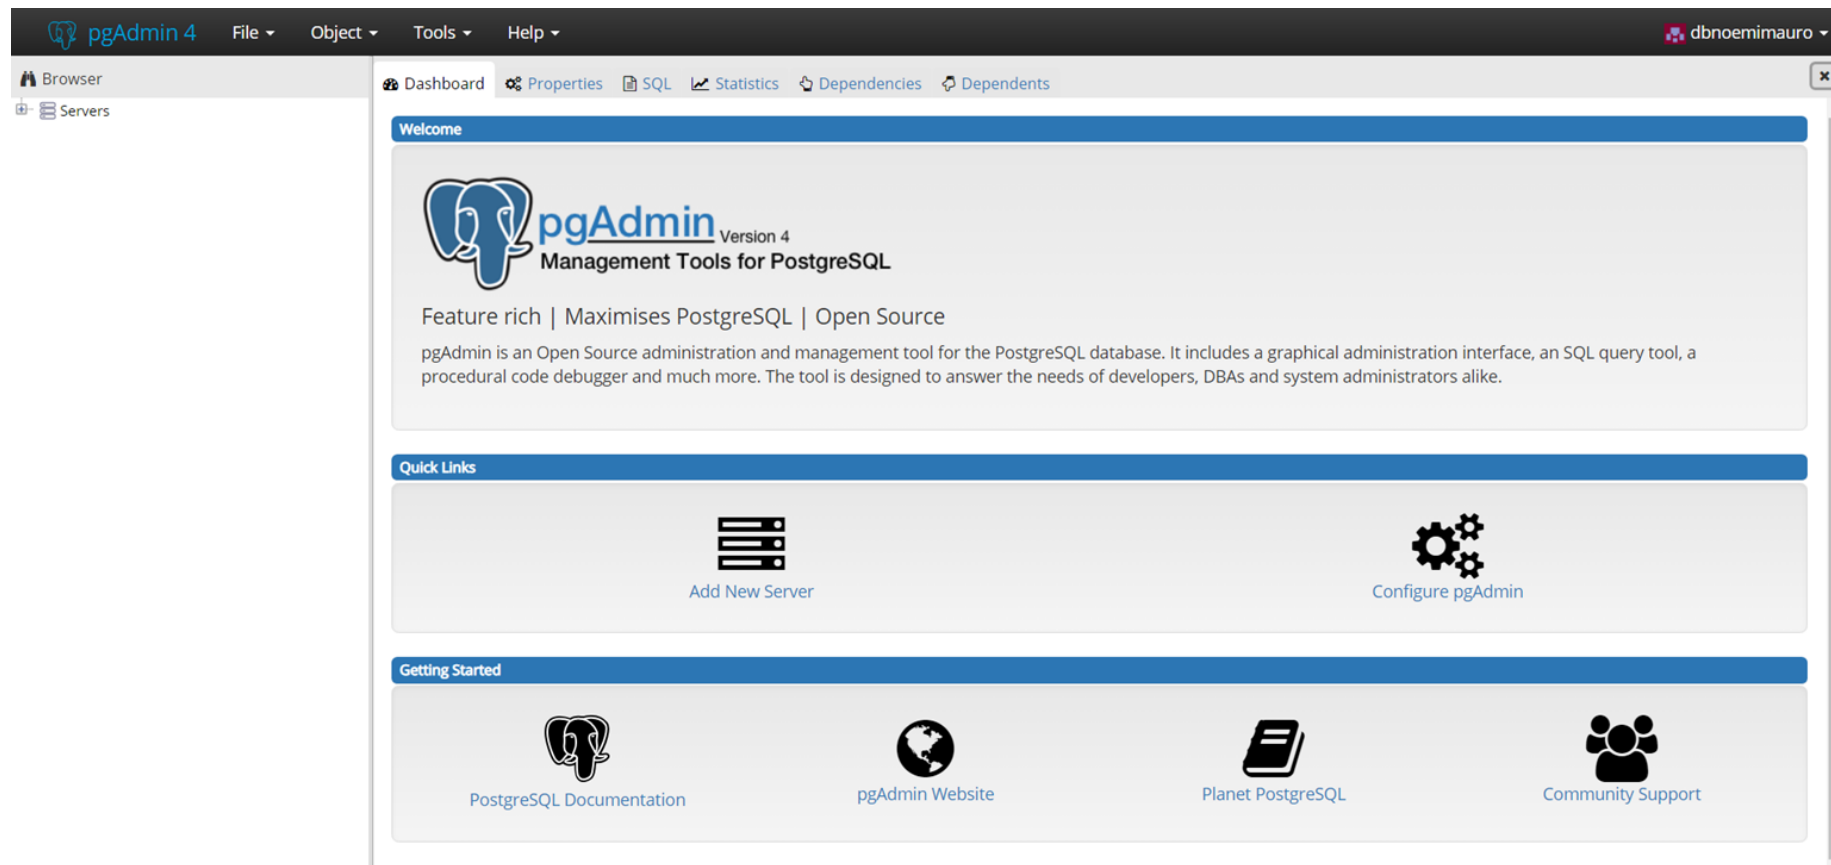 pgAdmin 4 File Object Tools Help dbnoemimauro
Browser
Servers
Dashboard Properties SQL Statistics Dependencies Dependents
Welcome
pgAdmin Version 4
Management Tools for PostgreSQL
Feature rich | Maximises PostgreSQL | Open Source
pgAdmin is an Open Source administration and management tool for the PostgreSQL database. It includes a graphical administration interface, an SQL query tool, a
procedural code debugger and much more. The tool is designed to answer the needs of developers, DBAs and system administrators alike.
Quick Links
Add New Server Configure pgAdmin
Getting Started
PostgreSQL Documentation pgAdmin Website Planet PostgreSQL Community Support